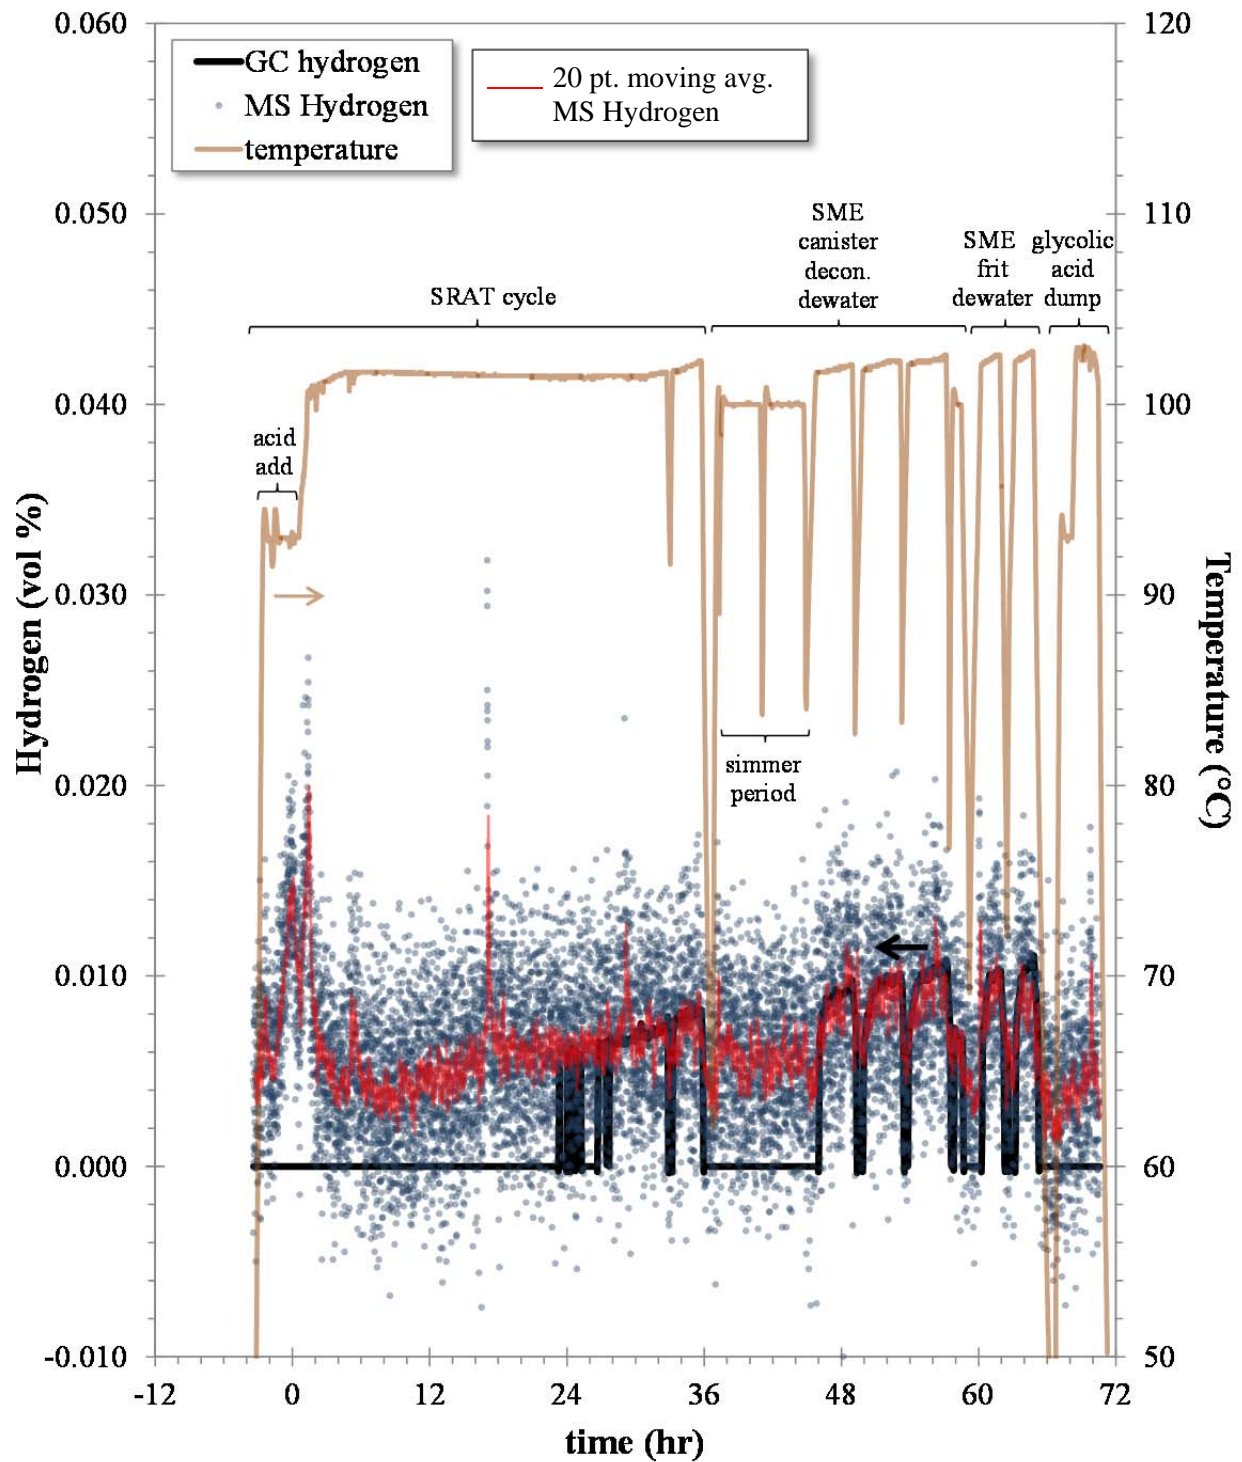 0.060
0.050
0.040
0.030
0.020
0.010
0.000
-0.010
Hydrogen (vol %)
GC hydrogen
MS Hydrogen
temperature
20 pt. moving avg.
MS Hydrogen
acid
add
SRAT cycle
simmer
period
SME
canister
decon.
dewater
SME
frit
dewater
glycolic
acid
dump
120
110
100
90
80
70
60
50
Temperature (°C)
-12 0 12 24 36 48 60 72
time (hr)